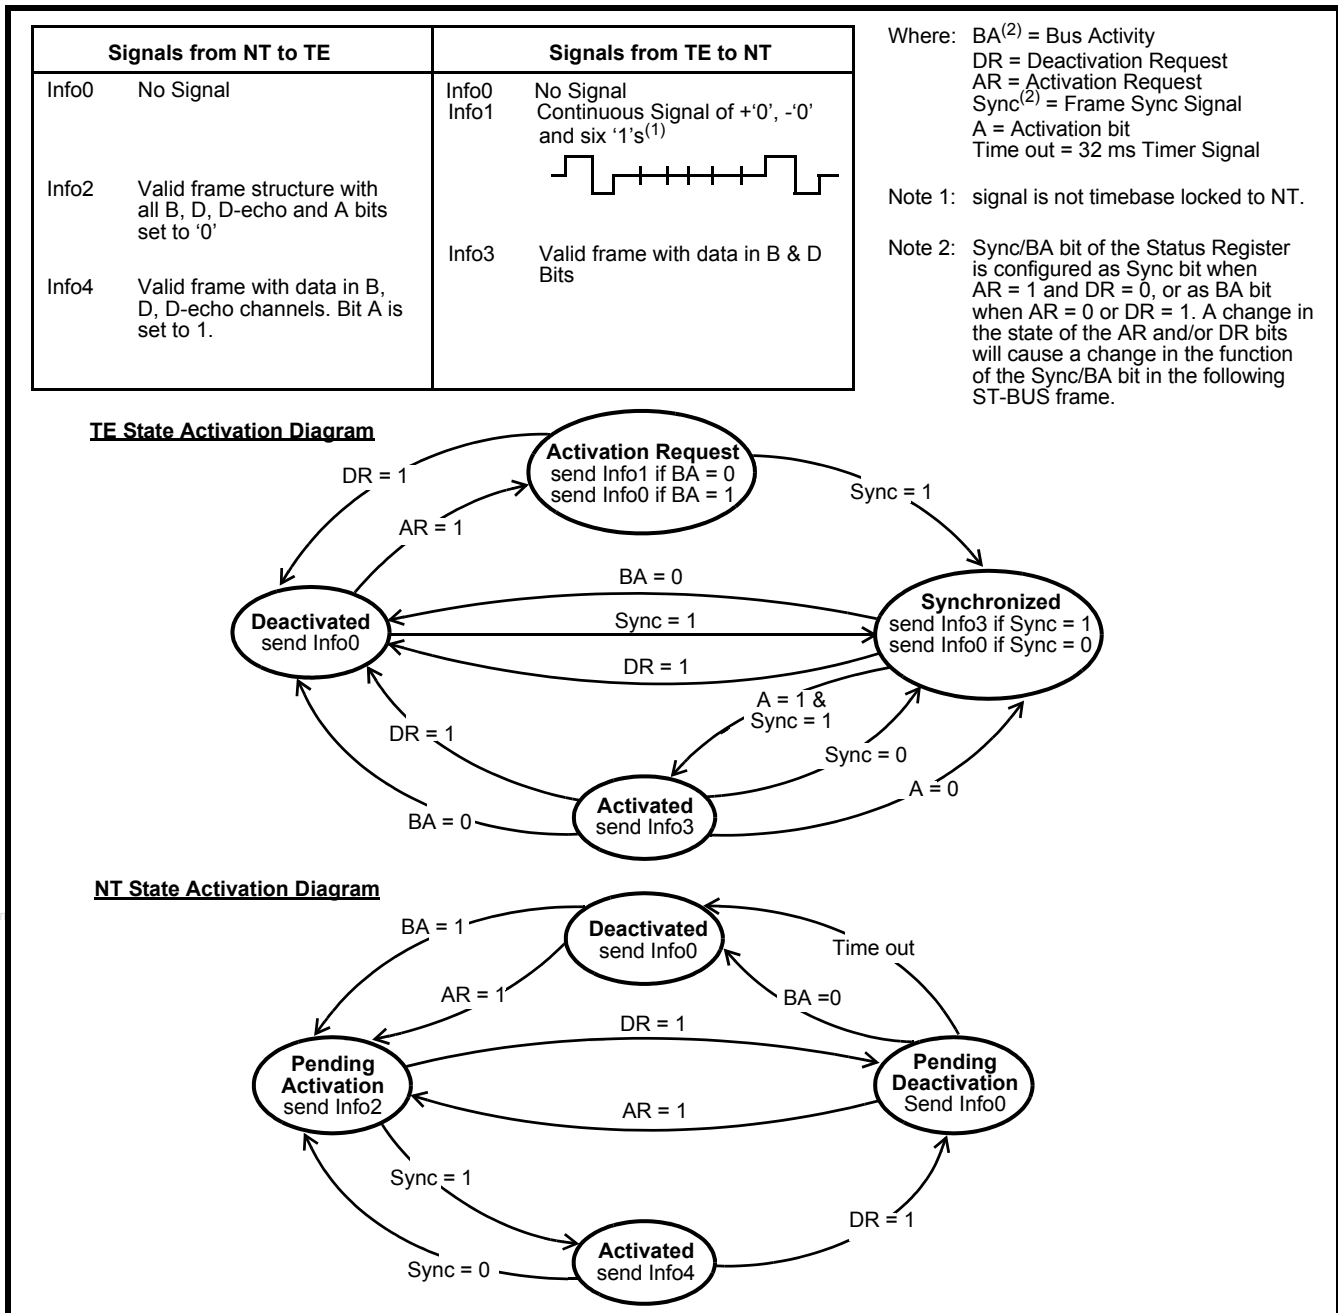 Signals from NT to TE
Signals from TE to NT
Info0 No Signal
Info2 Valid frame structure with
all B, D, D-echo and A bits
set to ‘0’
Info4 Valid frame with data in B,
D, D-echo channels. Bit A is
set to 1.
Info0 No Signal
Info1 Continuous Signal of +‘0’, -‘0’
and six ‘1’s(1)
Info3 Valid frame with data in B & D
Bits
Where: BA(2) = Bus Activity
DR = Deactivation Request
AR = Activation Request
Sync(2) = Frame Sync Signal
A = Activation bit
Time out = 32 ms Timer Signal
Note 1: signal is not timebase locked to NT.
Note 2: Sync/BA bit of the Status Register
is configured as Sync bit when
AR = 1 and DR = 0, or as BA bit
when AR = 0 or DR = 1. A change in
the state of the AR and/or DR bits
will cause a change in the function
of the Sync/BA bit in the following
ST-BUS frame.
TE State Activation Diagram
Activation Request
send Info1 if BA = 0
send Info0 if BA = 1
DR = 1
AR = 1
Sync = 1
BA = 0
Sync = 1
DR = 1
Deactivated
send Info0
Synchronized
send Info3 if Sync = 1
send Info0 if Sync = 0
A = 1 &
Sync = 1
DR = 1
Sync = 0
A = 0
BA = 0
Activated
send Info3
NT State Activation Diagram
BA = 1
Deactivated
send Info0
Time out
AR = 1
BA =0
DR = 1
Pending
Activation
send Info2
Pending
Deactivation
Send Info0
AR = 1
Sync = 1
DR = 1
Sync = 0
Activated
send Info4